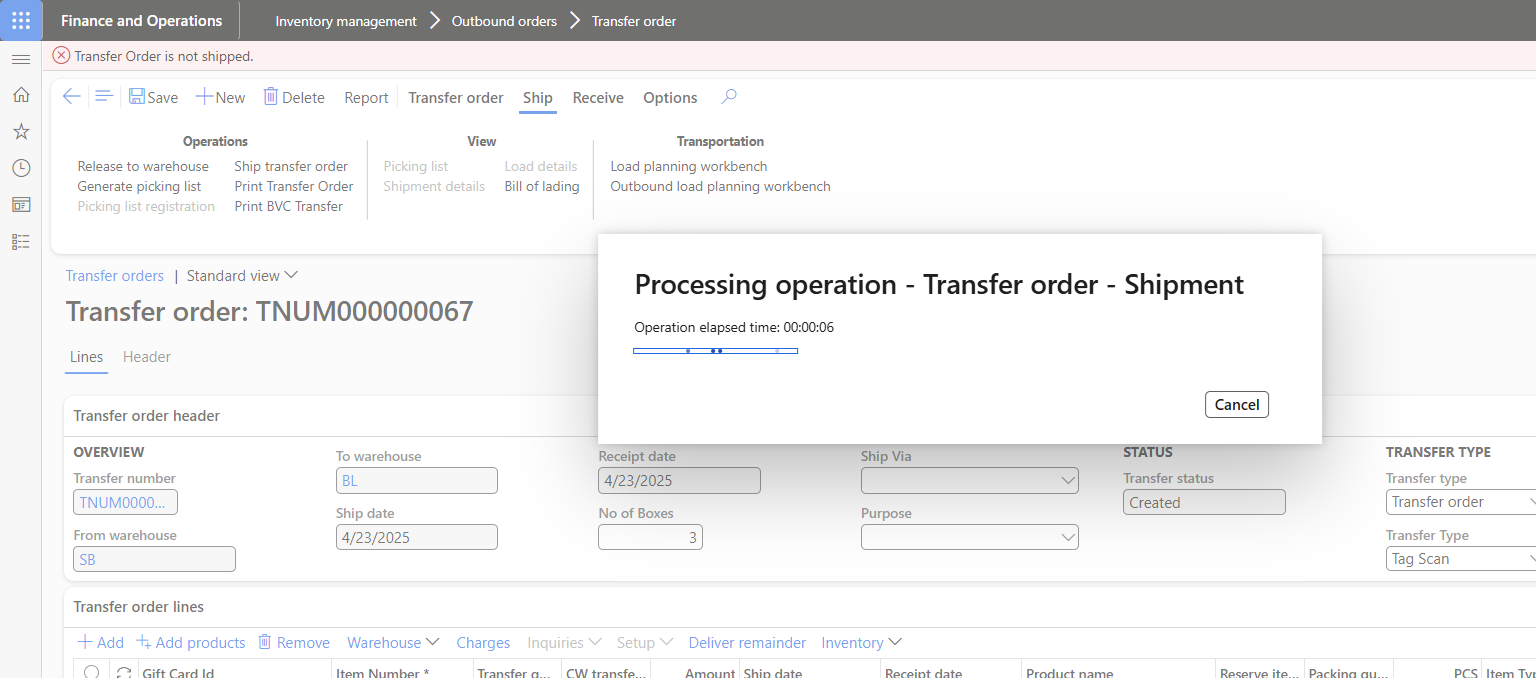 Finance and Operations
Inventory management
Outbound orders
Transfer order
Transfer Order is not shipped.
Save
New
Delete
Report
Transfer order
Ship
Receive
Options
Operations
View
Transportation
Release to warehouse
Ship transfer order
Picking list
Load details
Load planning workbench
Generate picking list
Print Transfer Order
Shipment details
Bill of lading
Outbound load planning workbench
Picking list registration
Print BVC Transfer
Processing operation - Transfer order - Shipment
Operation elapsed time: 00:00:06
Cancel
Transfer orders | Standard view
Transfer order: TNUM000000067
Lines
Header
Transfer order header
OVERVIEW
Transfer number
TNUM0000...
From warehouse
SB
To warehouse
BL
Ship date
4/23/2025
Receipt date
4/23/2025
No of Boxes
3
Ship Via
Purpose
STATUS
Transfer status
Created
TRANSFER TYPE
Transfer type
Transfer order
Transfer Type
Tag Scan
Transfer order lines
Add
Add products
Remove
Warehouse
Charges
Inquiries
Setup
Deliver remainder
Inventory
Gift Card Id
Item Number *
Transfer q...
CW transfe...
Amount
Ship date
Receipt date
Product name
Reserve ite...
Packing qu...
PCS
Item Ty